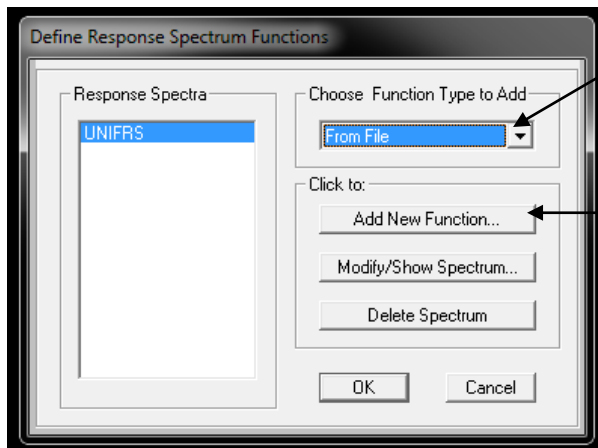 Define Response Spectrum Functions
Response Spectra
UNIFRS
Choose Function Type to Add
From File
Click to:
Add New Function...
Modify/Show Spectrum...
Delete Spectrum
OK
Cancel